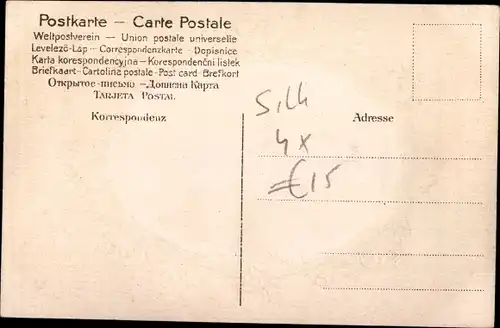 Postkarte – Carte Postale
Weltpostverein – Union postale universelle
Levelező-Lap – Correspondenzkarte – Dopisnice
Karta korespondencyjna – Korespondenční lístek
Briefkaart – Cartolina postale – Post card Brefkort
Открытое письмо – Дописна Карта
Tarjeta Postal
Korrespondenz
Adresse
Silk
4x
€15